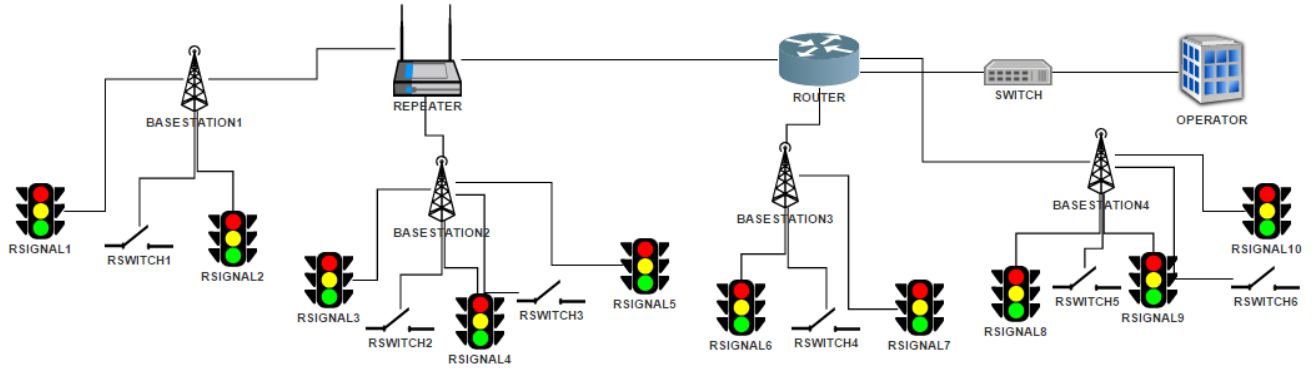 REPEATER
ROUTER
SWITCH
OPERATOR
BASESTATION1
BASESTATION2
BASESTATION3
BASESTATION4
RSIGNAL1
RSWITCH1
RSIGNAL2
RSIGNAL3
RSWITCH2
RSIGNAL4
RSWITCH3
RSIGNAL5
RSIGNAL6
RSWITCH4
RSIGNAL7
RSIGNAL8
RSWITCH5
RSIGNAL9
RSWITCH6
RSIGNAL10